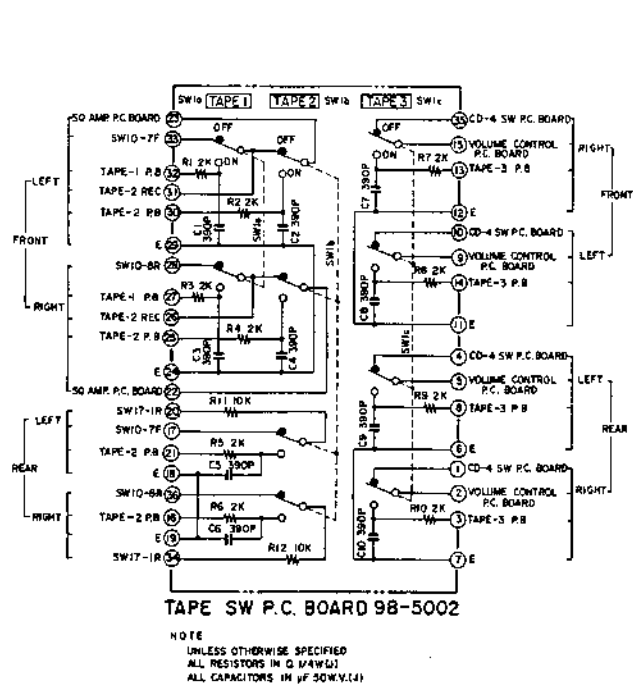 SW1a TAPE 1 TAPE 2 SW1b TAPE 3 SW1c
SQ AMP. P.C. BOARD 23
SW10-7F 33
TAPE-1 P.B 32
TAPE-2 REC 31
TAPE-2 P.B 30
E 29
LEFT
FRONT
OFF
ON
R1 2K
R2 2K
C1 390P
C2 390P
OFF
ON
SW1a
SW1b
SW10-8R 28
TAPE-1 P.B 27
TAPE-2 REC 26
TAPE-2 P.B 25
E 24
SQ AMP. P.C. BOARD 22
RIGHT
R3 2K
R4 2K
C3 390P
C4 390P
SW17-1R 20
SW10-7F 17
TAPE-2 P.B 21
E 18
LEFT
REAR
R11 10K
R5 2K
C5 390P
SW10-8R 36
TAPE-2 P.B 16
E 19
SW17-1R 34
RIGHT
R6 2K
C6 390P
R12 10K
35 CD-4 SW P.C. BOARD
15 VOLUME CONTROL
P.C. BOARD
13 TAPE-3 P.B
12 E
RIGHT
FRONT
OFF
ON
R7 2K
C7 390P
10 CD-4 SW P.C. BOARD
9 VOLUME CONTROL
P.C. BOARD
14 TAPE-3 P.B
11 E
LEFT
R8 2K
C8 390P
SW1c
4 CD-4 SW P.C. BOARD
5 VOLUME CONTROL
P.C. BOARD
8 TAPE-3 P.B
6 E
LEFT
REAR
R9 2K
C9 390P
1 CD-4 SW P.C. BOARD
2 VOLUME CONTROL
P.C. BOARD
3 TAPE-3 P.B
7 E
RIGHT
R10 2K
C10 390P
TAPE SW P.C. BOARD 98-5002
NOTE
UNLESS OTHERWISE SPECIFIED
ALL RESISTORS IN Ω 1/4W(J)
ALL CAPACITORS IN µF 50W.V.(J)